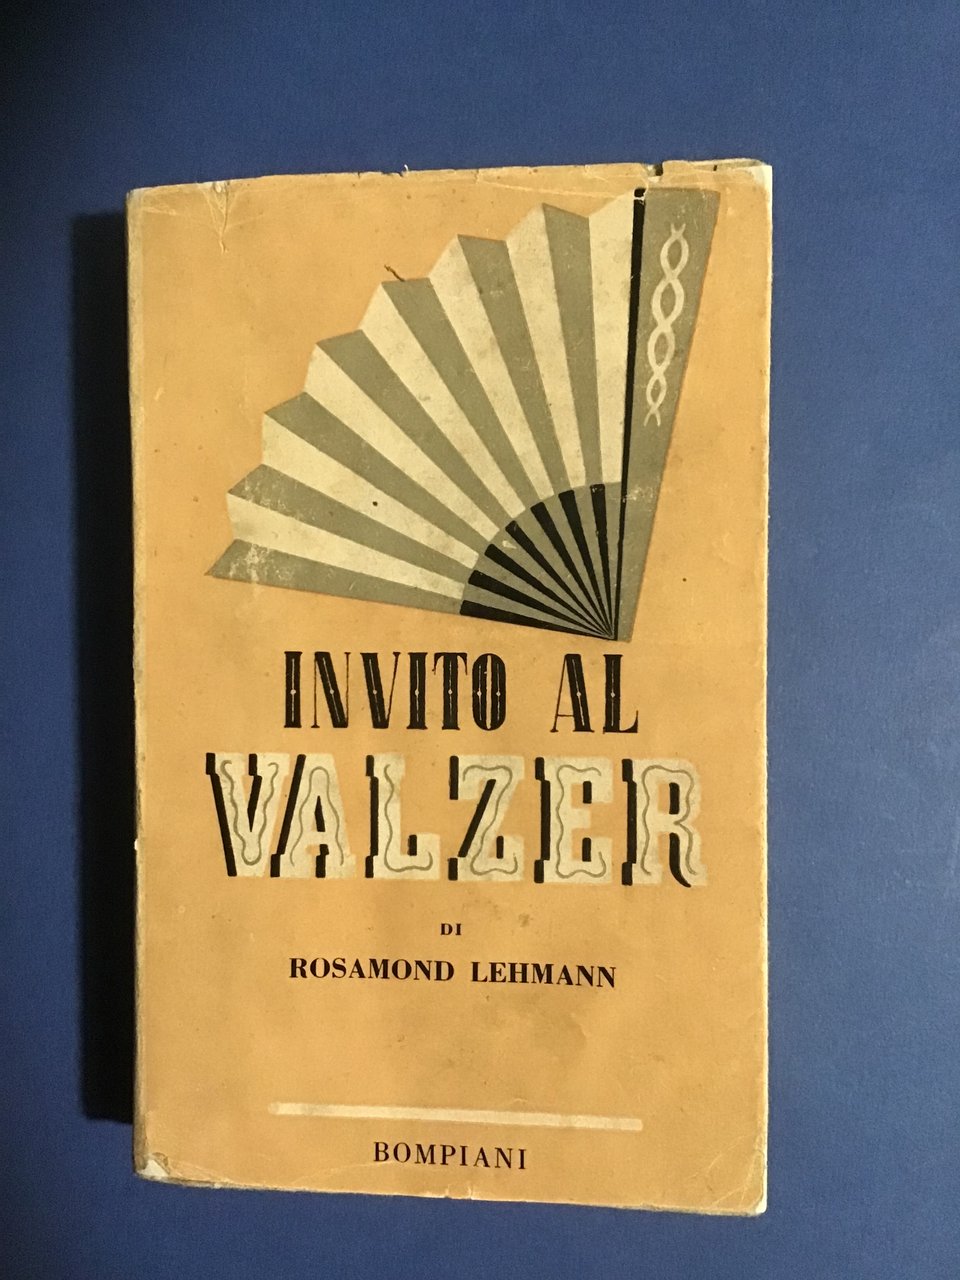 INVITO AL
VALZER
DI
ROSAMOND LEHMANN
BOMPIANI